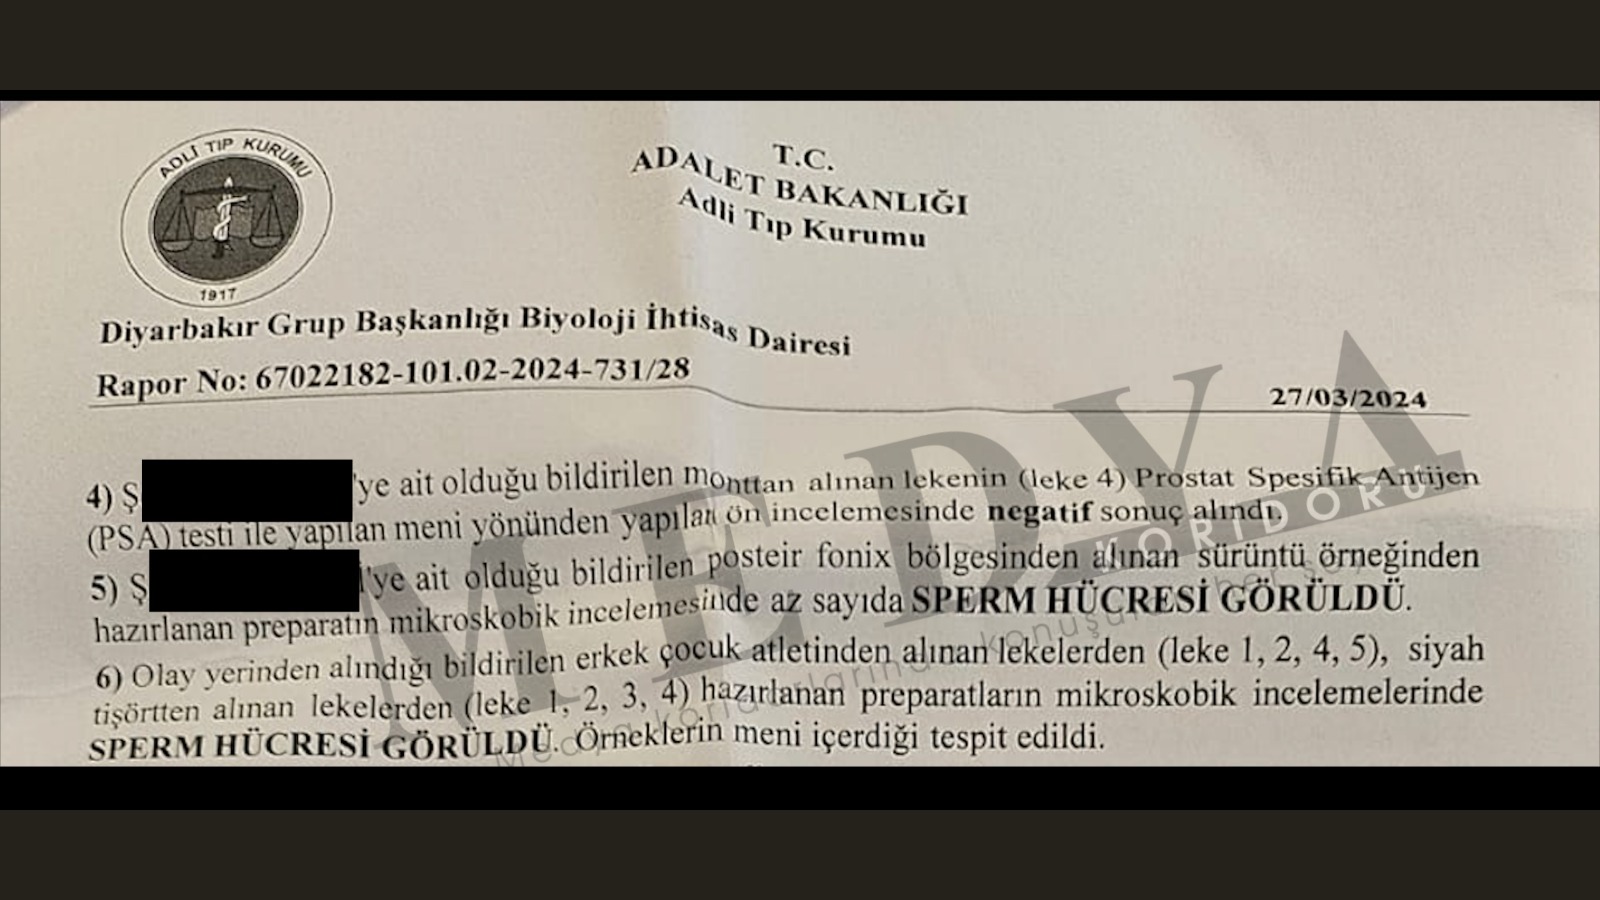 ADLİ TIP KURUMU
1917
T.C.
ADALET BAKANLIĞI
Adli Tıp Kurumu
Diyarbakır Grup Başkanlığı Biyoloji İhtisas Dairesi
Rapor No: 67022182-101.02-2024-731/28
27/03/2024
4) Ş 'ye ait olduğu bildirilen monttan alınan lekenin (leke 4) Prostat Spesifik Antijen
(PSA) testi ile yapılan meni yönünden yapılan ön incelemesinde negatif sonuç alındı.
5) Ş 'ye ait olduğu bildirilen posteir fonix bölgesinden alınan sürüntü örneğinden
hazırlanan preparatın mikroskobik incelemesinde az sayıda SPERM HÜCRESİ GÖRÜLDÜ.
6) Olay yerinden alındığı bildirilen erkek çocuk atletinden alınan lekelerden (leke 1, 2, 4, 5), siyah
tişörtten alınan lekelerden (leke 1, 2, 3, 4) hazırlanan preparatların mikroskobik incelemelerinde
SPERM HÜCRESİ GÖRÜLDÜ. Örneklerin meni içerdiği tespit edildi.
MEDYA
KORIDORU